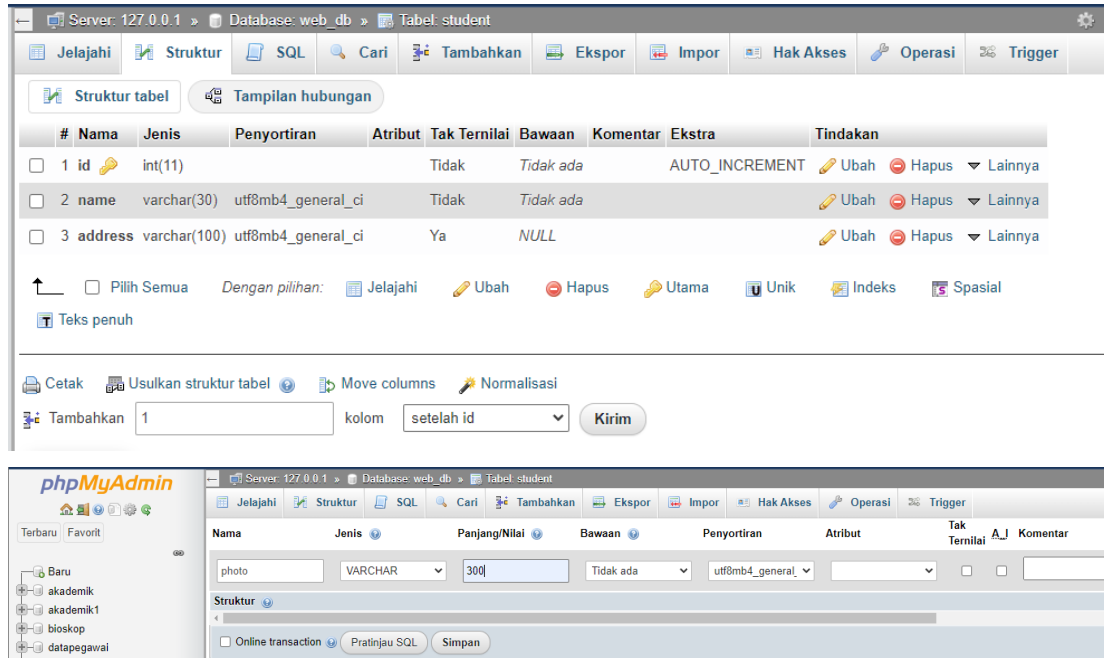 Server: 127.0.0.1 » Database: web_db » Tabel: student
Jelajahi Struktur SQL Cari Tambahkan Ekspor Impor Hak Akses Operasi Trigger
Struktur tabel Tampilan hubungan
# Nama Jenis Penyortiran Atribut Tak Ternilai Bawaan Komentar Ekstra Tindakan
1 id int(11) Tidak Tidak ada AUTO_INCREMENT Ubah Hapus Lainnya
2 name varchar(30) utf8mb4_general_ci Tidak Tidak ada Ubah Hapus Lainnya
3 address varchar(100) utf8mb4_general_ci Ya NULL Ubah Hapus Lainnya
Pilih Semua Dengan pilihan: Jelajahi Ubah Hapus Utama Unik Indeks Spasial
Teks penuh
Cetak Usulkan struktur tabel Move columns Normalisasi
Tambahkan 1 kolom setelah id Kirim
phpMyAdmin
Terbaru Favorit
Baru
akademik
akademik1
bioskop
datapegawai
Server: 127.0.0.1 » Database: web_db » Tabel: student
Jelajahi Struktur SQL Cari Tambahkan Ekspor Impor Hak Akses Operasi Trigger
Nama Jenis Panjang/Nilai Bawaan Penyortiran Atribut Tak Ternilai A_I Komentar
photo VARCHAR 300 Tidak ada utf8mb4_general_
Struktur
Online transaction Pratinjau SQL Simpan